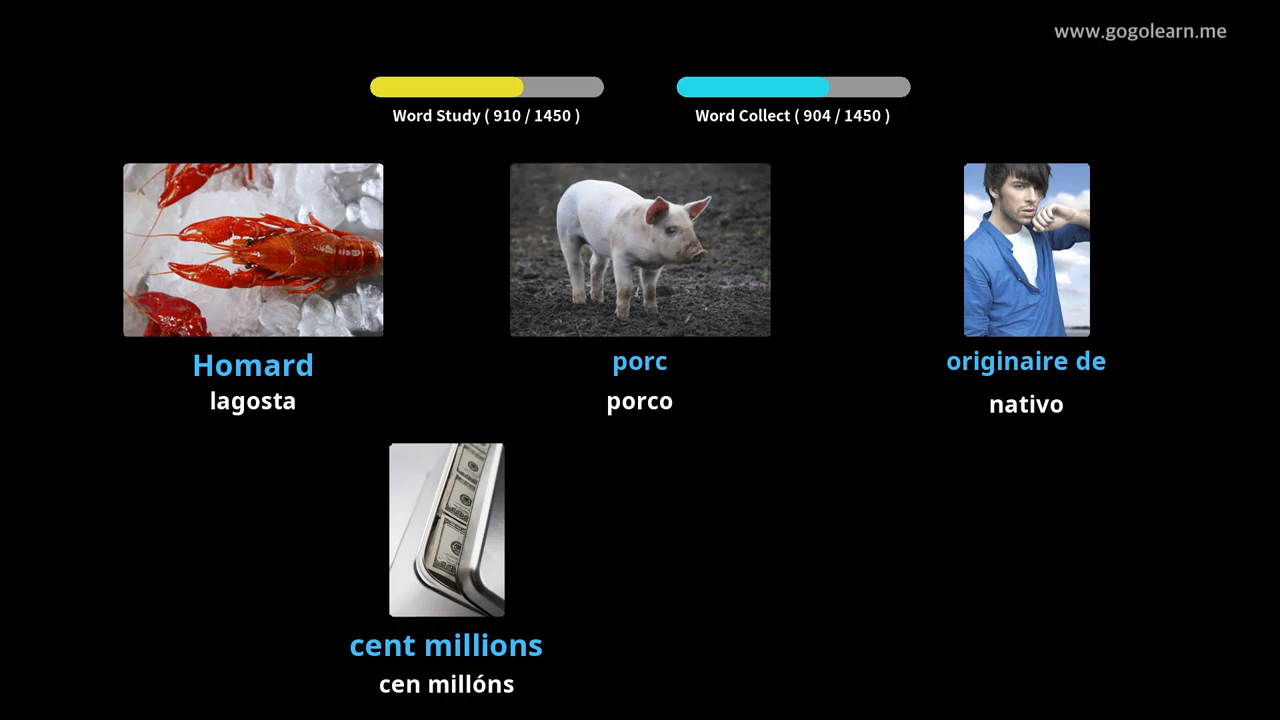 www.gogolearn.me
Word Study ( 910 / 1450 )
Word Collect ( 904 / 1450 )
Homard
lagosta
porc
porco
originaire de
nativo
cent millions
cen millóns